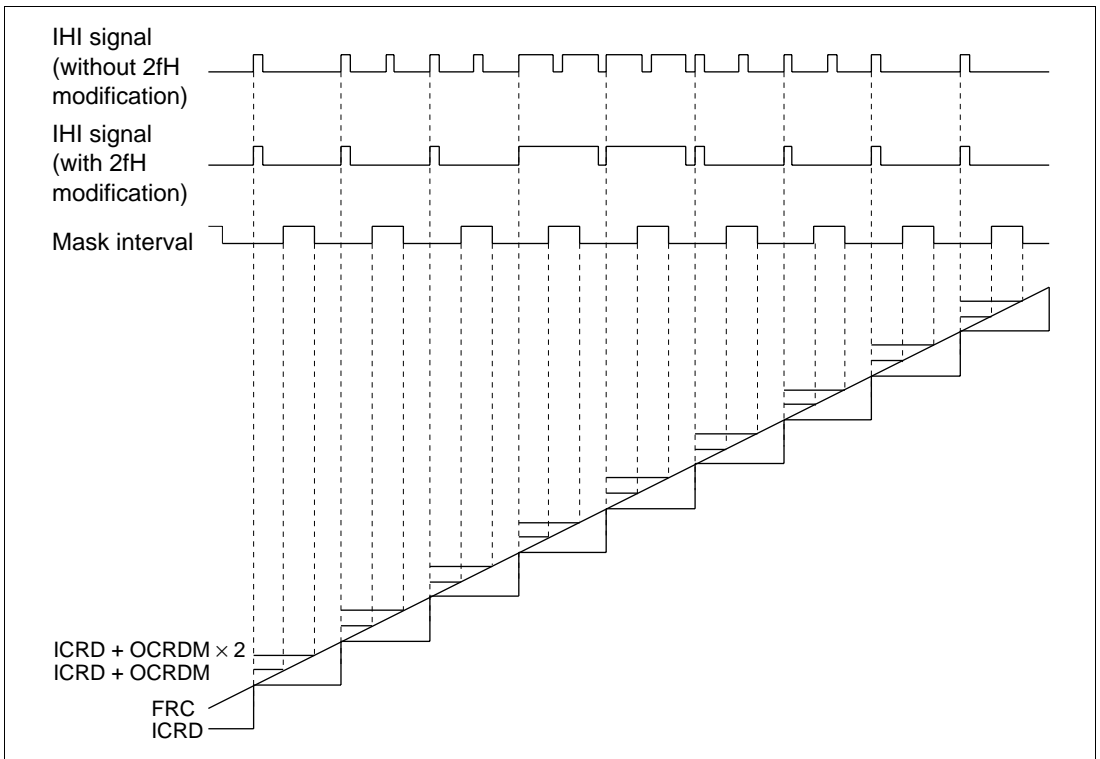 IHI signal
(without 2fH
modification)
IHI signal
(with 2fH
modification)
Mask interval
ICRD + OCRDM × 2
ICRD + OCRDM
FRC
ICRD